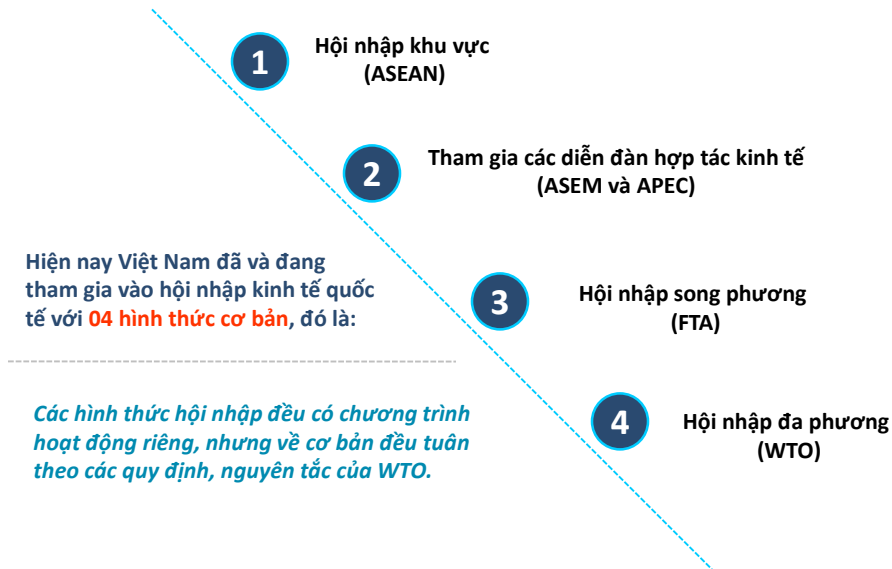 1
Hội nhập khu vực
(ASEAN)
2
Tham gia các diễn đàn hợp tác kinh tế
(ASEM và APEC)
Hiện nay Việt Nam đã và đang
tham gia vào hội nhập kinh tế quốc
tế với 04 hình thức cơ bản, đó là:
3
Hội nhập song phương
(FTA)
Các hình thức hội nhập đều có chương trình
hoạt động riêng, nhưng về cơ bản đều tuân
theo các quy định, nguyên tắc của WTO.
4
Hội nhập đa phương
(WTO)